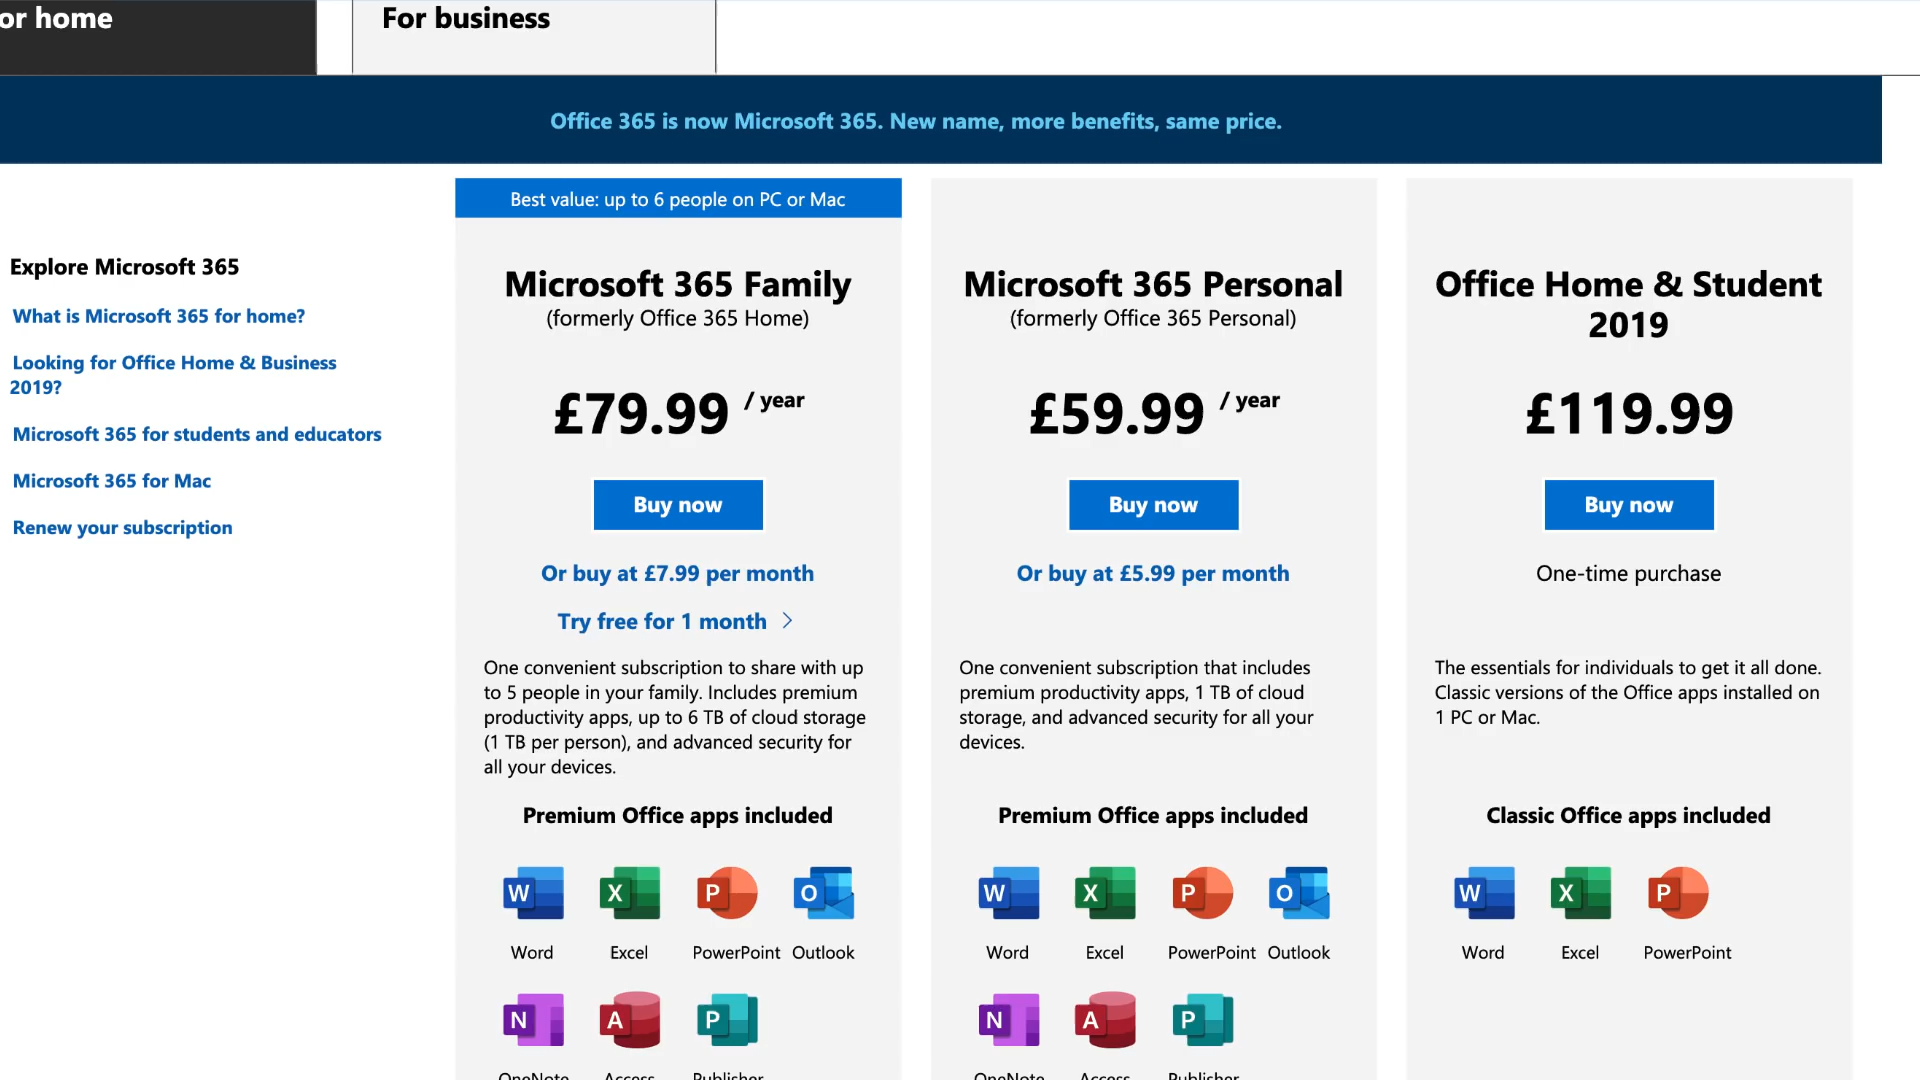 or home
For business
Office 365 is now Microsoft 365. New name, more benefits, same price.
Explore Microsoft 365
What is Microsoft 365 for home?
Looking for Office Home & Business
2019?
Microsoft 365 for students and educators
Microsoft 365 for Mac
Renew your subscription
Best value: up to 6 people on PC or Mac
Microsoft 365 Family
(formerly Office 365 Home)
£79.99 / year
Buy now
Or buy at £7.99 per month
Try free for 1 month
One convenient subscription to share with up
to 5 people in your family. Includes premium
productivity apps, up to 6 TB of cloud storage
(1 TB per person), and advanced security for
all your devices.
Premium Office apps included
W X P O
Word Excel PowerPoint Outlook
N A P
OneNote Access Publisher
Microsoft 365 Personal
(formerly Office 365 Personal)
£59.99 / year
Buy now
Or buy at £5.99 per month
One convenient subscription that includes
premium productivity apps, 1 TB of cloud
storage, and advanced security for all your
devices.
Premium Office apps included
W X P O
Word Excel PowerPoint Outlook
N A P
OneNote Access Publisher
Office Home & Student
2019
£119.99
Buy now
One-time purchase
The essentials for individuals to get it all done.
Classic versions of the Office apps installed on
1 PC or Mac.
Classic Office apps included
W X P
Word Excel PowerPoint